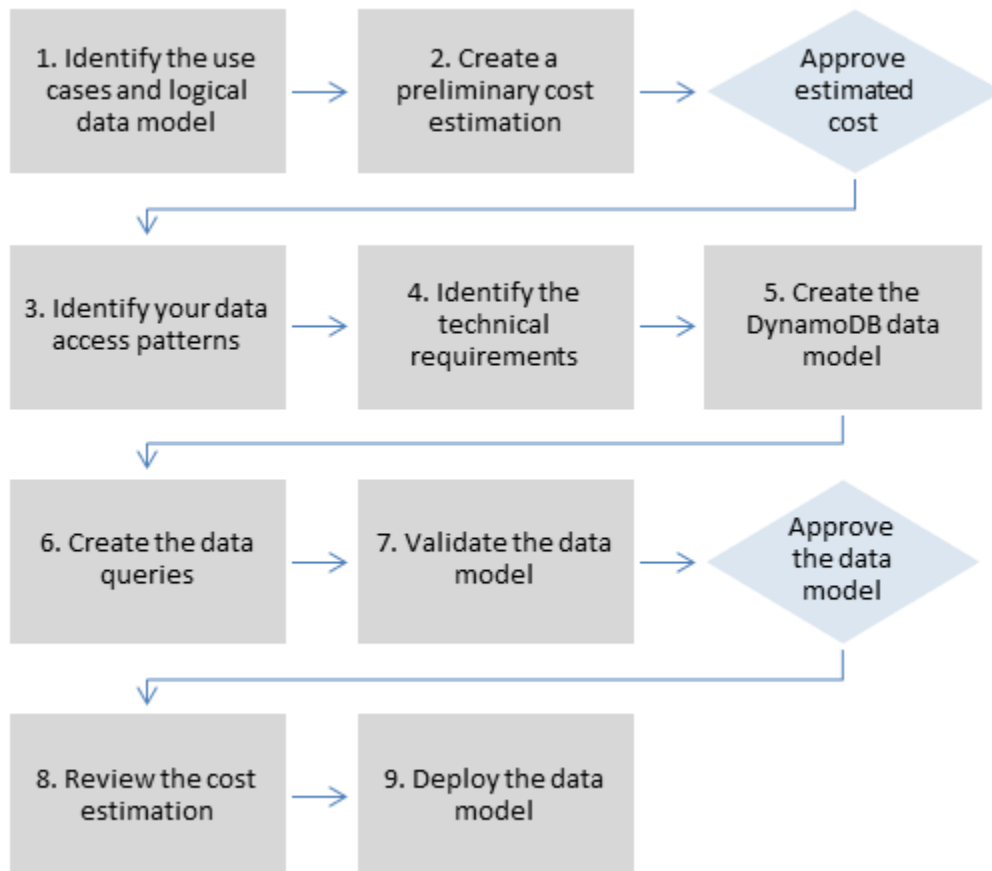 1. Identify the use
cases and logical
data model
2. Create a
preliminary cost
estimation
Approve
estimated
cost
3. Identify your data
access patterns
4. Identify the
technical
requirements
5. Create the
DynamoDB data
model
6. Create the data
queries
7. Validate the data
model
Approve
the data
model
8. Review the cost
estimation
9. Deploy the data
model